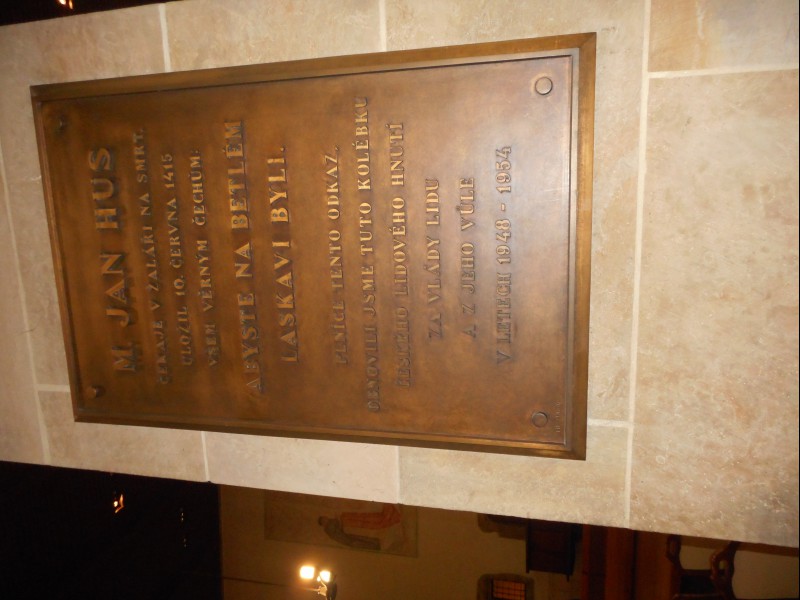 M. JAN HUS
ČEKAJE V ŽALÁŘI NA SMRT,
ULOŽIL 10. ČERVNA 1415
VŠEM VĚRNÝM ČECHŮM:
ABYSTE NA BETLÉM
LASKAVI BYLI.
PLNÍCE TENTO ODKAZ,
OBNOVILI JSME TUTO KOLÉBKU
ČESKÉHO LIDOVÉHO HNUTÍ
ZA VLÁDY LIDU
A Z JEHO VŮLE
V LETECH 1948 - 1954